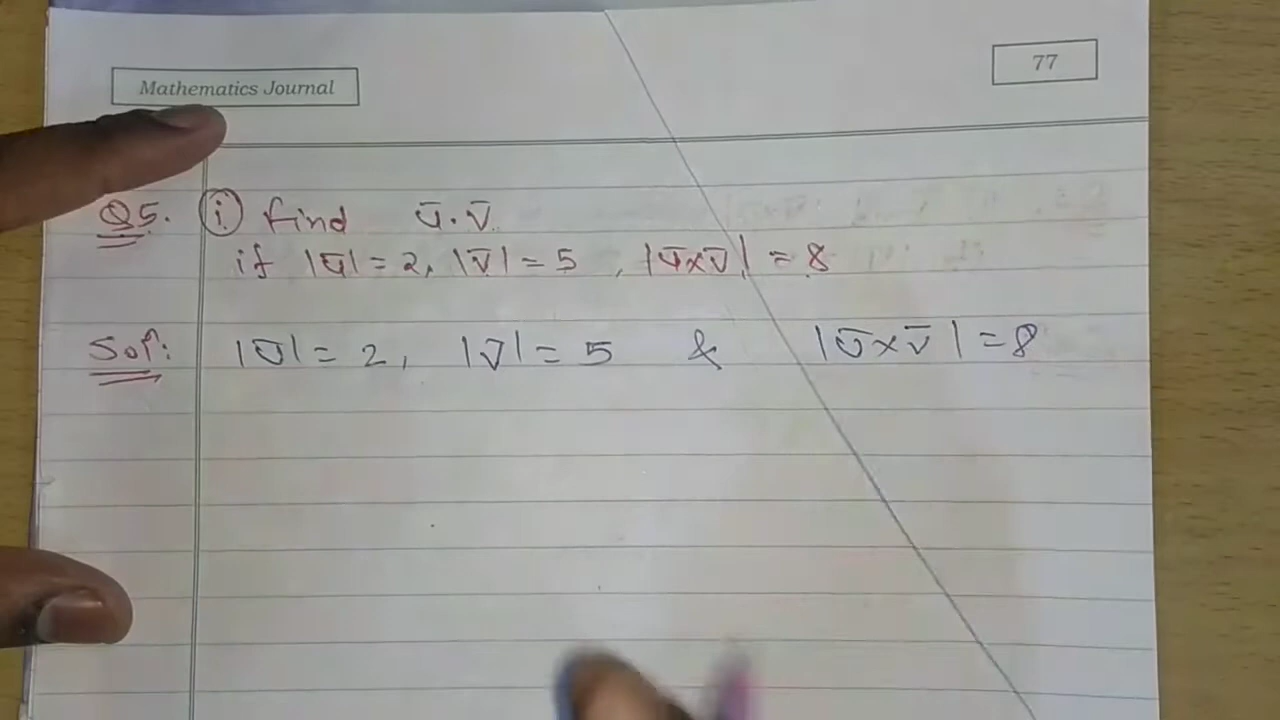 Mathematics Journal
77
Q5. (i) find ū·v̄
if |ū| = 2, |v̄| = 5, |ū×v̄| = 8
Sol: |ū| = 2, |v̄| = 5 & |ū×v̄| = 8